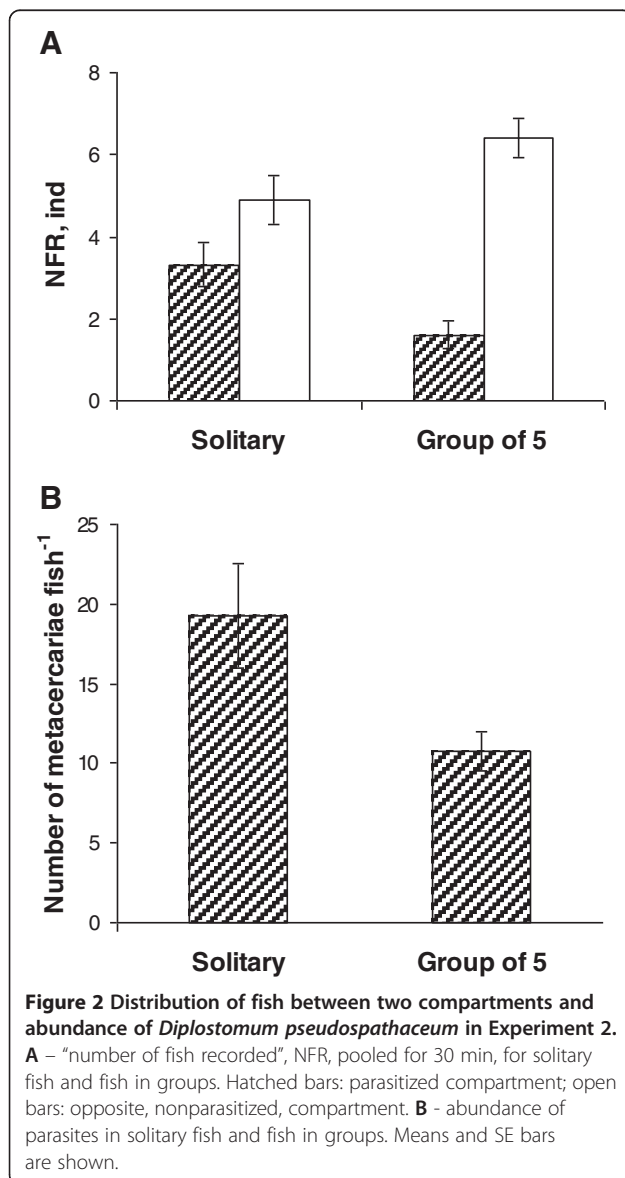 A
8
6
4
2
0
NFR, ind
Solitary Group of 5
B
25
20
15
10
5
0
Number of metacercariae fish-1
Solitary Group of 5
Figure 2 Distribution of fish between two compartments and
abundance of Diplostomum pseudospathaceum in Experiment 2.
A – “number of fish recorded”, NFR, pooled for 30 min, for solitary
fish and fish in groups. Hatched bars: parasitized compartment; open
bars: opposite, nonparasitized, compartment. B - abundance of
parasites in solitary fish and fish in groups. Means and SE bars
are shown.